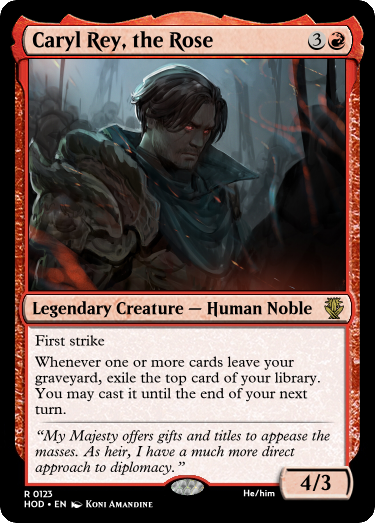 Caryl Rey, the Rose 3
Legendary Creature — Human Noble
First strike
Whenever one or more cards leave your
graveyard, exile the top card of your library.
You may cast it until the end of your next
turn.
“My Majesty offers gifts and titles to appease the
masses. As heir, I have a much more direct
approach to diplomacy.”
4/3
R 0123
He/him
HOD • EN Koni Amandine